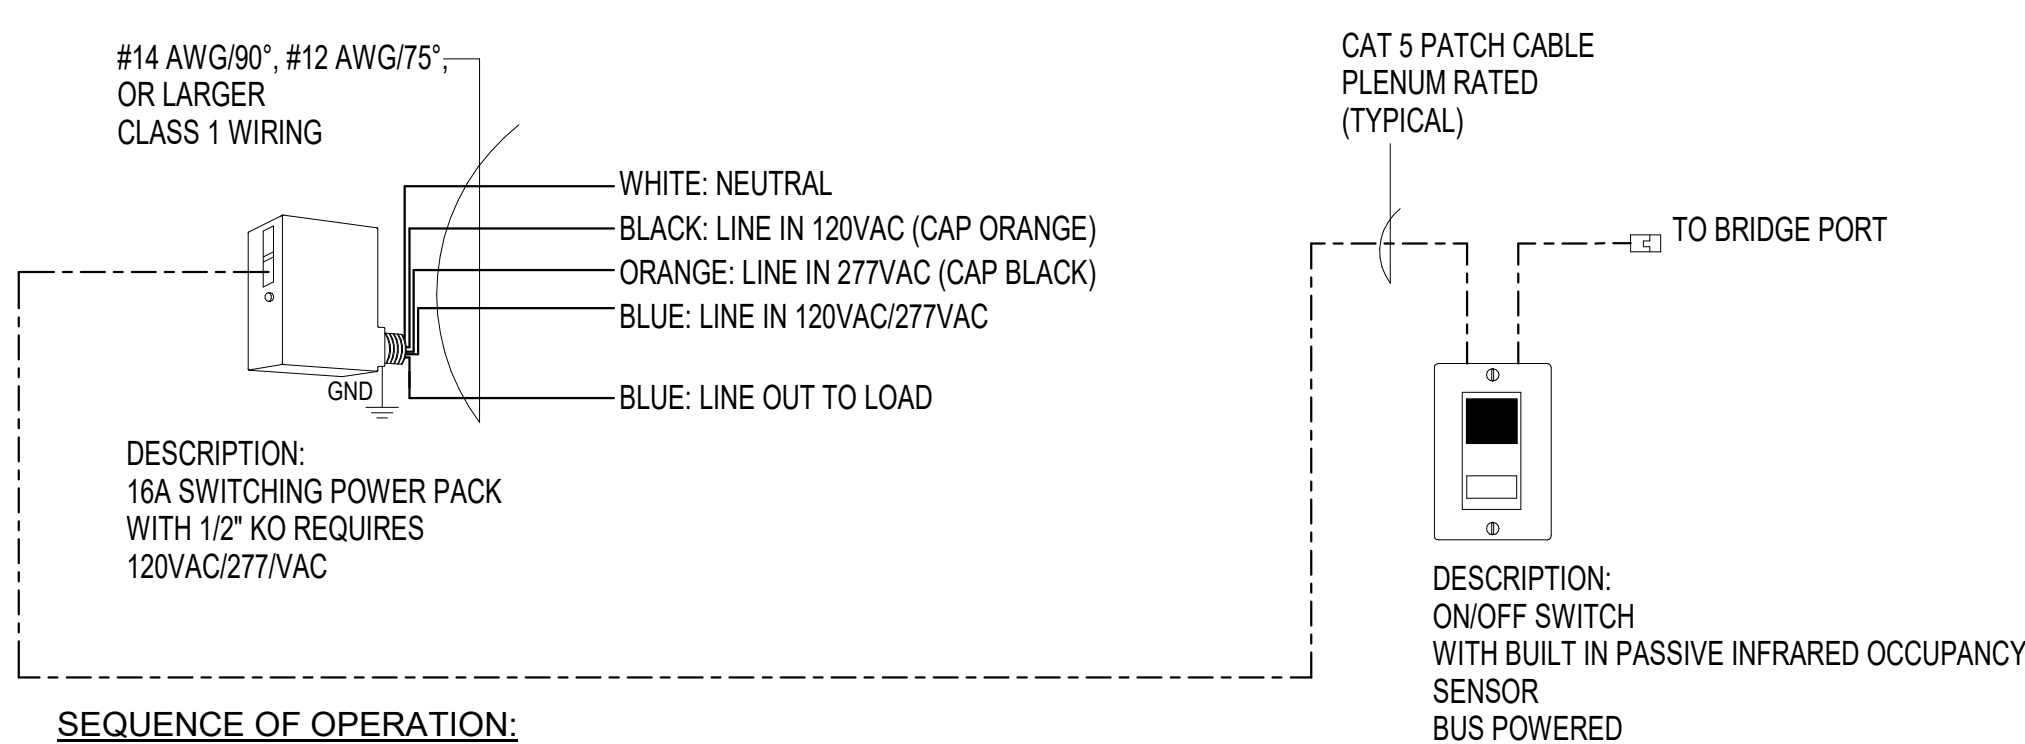 #14 AWG/90°, #12 AWG/75°,
OR LARGER
CLASS 1 WIRING
CAT 5 PATCH CABLE
PLENUM RATED
(TYPICAL)
WHITE: NEUTRAL
BLACK: LINE IN 120VAC (CAP ORANGE)
ORANGE: LINE IN 277VAC (CAP BLACK)
BLUE: LINE IN 120VAC/277VAC
BLUE: LINE OUT TO LOAD
TO BRIDGE PORT
GND
DESCRIPTION:
16A SWITCHING POWER PACK
WITH 1/2" KO REQUIRES
120VAC/277/VAC
DESCRIPTION:
ON/OFF SWITCH
WITH BUILT IN PASSIVE INFRARED OCCUPANCY
SENSOR
BUS POWERED
SEQUENCE OF OPERATION: